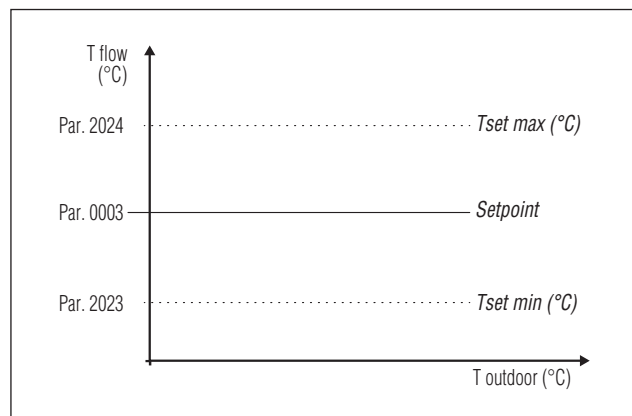 T flow
(°C)
Par. 2024
Tset max (°C)
Par. 0003
Setpoint
Par. 2023
Tset min (°C)
T outdoor (°C)